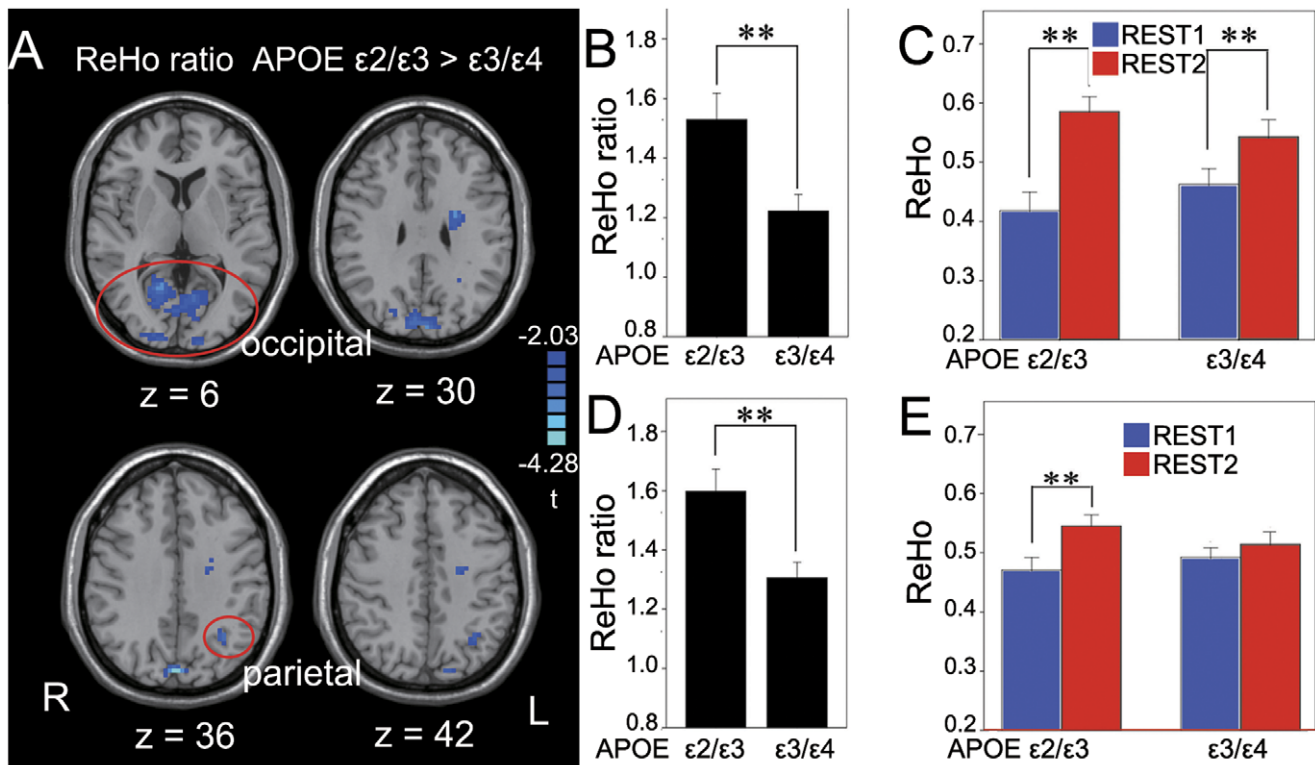 A
ReHo ratio APOE ε2/ε3 > ε3/ε4
occipital
z = 6
z = 30
-2.03
-4.28
t
parietal
R
L
z = 36
z = 42
B
1.8
1.6
1.4
1.2
1.0
0.8
ReHo ratio
**
APOE ε2/ε3 ε3/ε4
C
0.7
0.6
0.5
0.4
0.3
0.2
ReHo
REST1
REST2
**
**
APOE ε2/ε3 ε3/ε4
D
1.8
1.6
1.4
1.2
1.0
0.8
ReHo ratio
**
APOE ε2/ε3 ε3/ε4
E
0.7
0.6
0.5
0.4
0.3
0.2
ReHo
REST1
REST2
**
APOE ε2/ε3 ε3/ε4